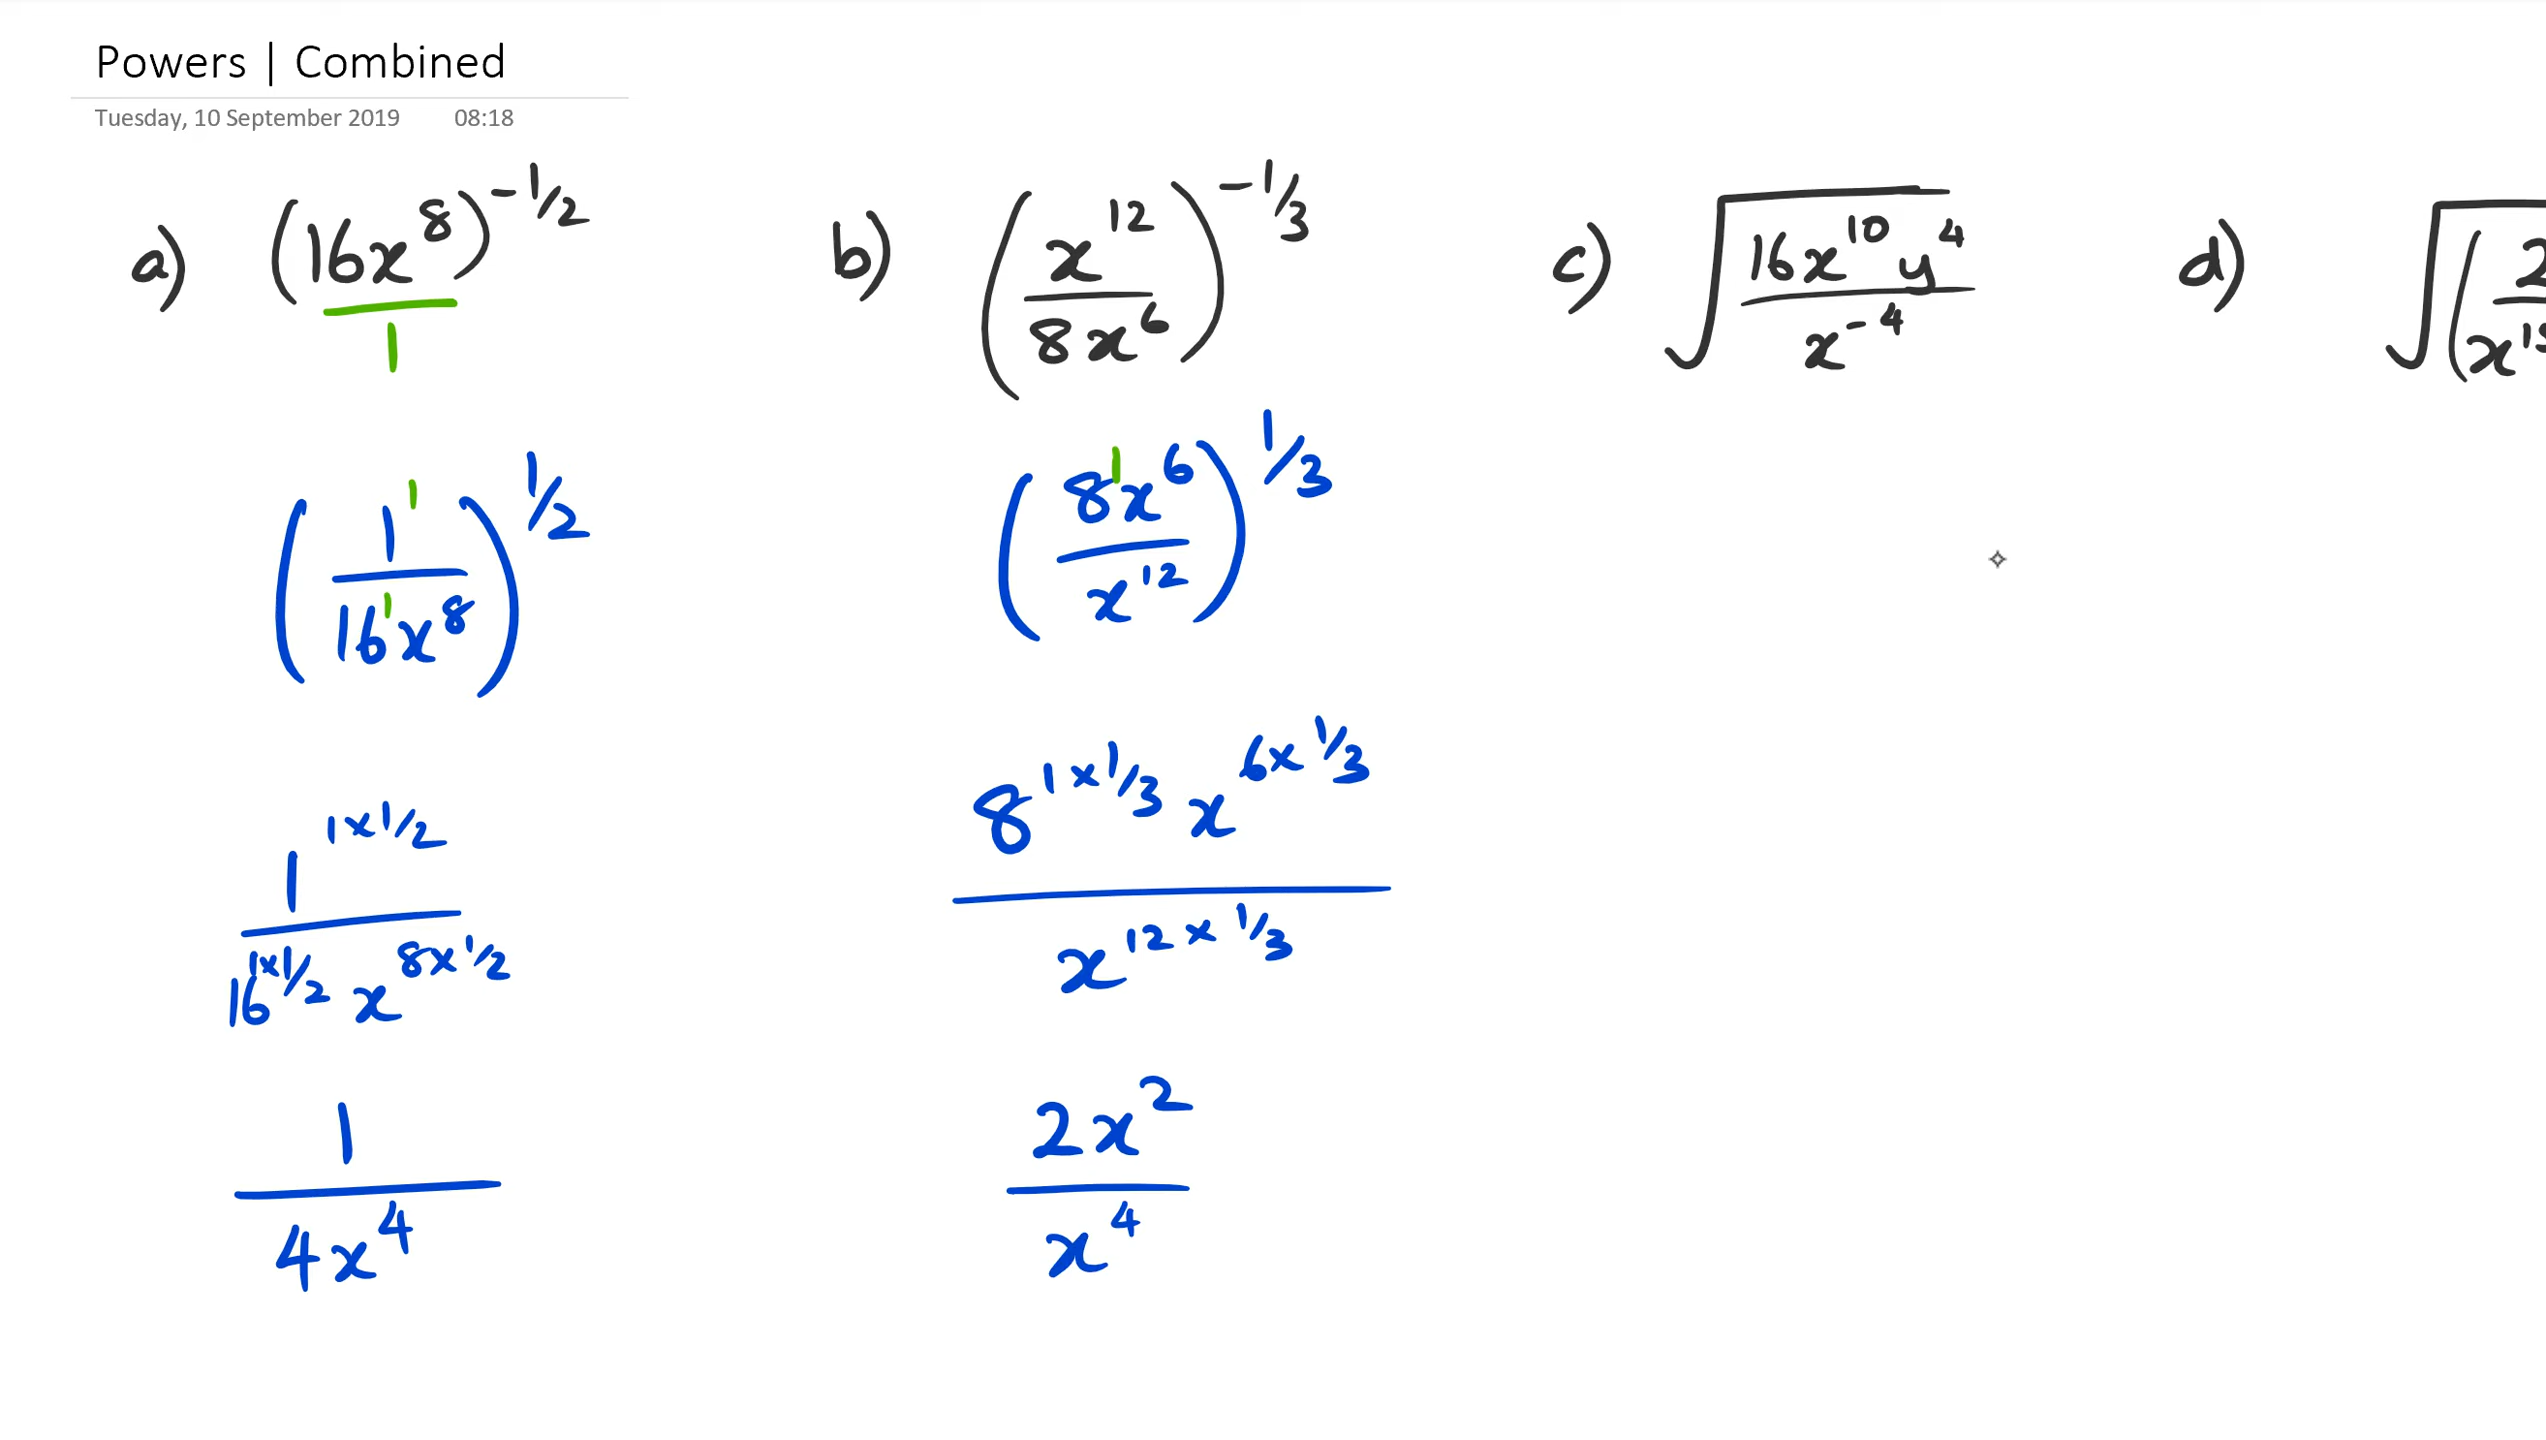 Powers | Combined
Tuesday, 10 September 2019 08:18
a) (16x^8)^{-1/2} / 1
(1^1 / 16^1 x^8)^{1/2}
1^{1×1/2} / 16^{1×1/2} x^{8×1/2}
1 / 4x^4
b) (x^{12} / 8x^6)^{-1/3}
(8^1 x^6 / x^{12})^{1/3}
8^{1×1/3} x^{6×1/3} / x^{12×1/3}
2x^2 / x^4
c) √(16x^{10}y^4 / x^{-4})
d)